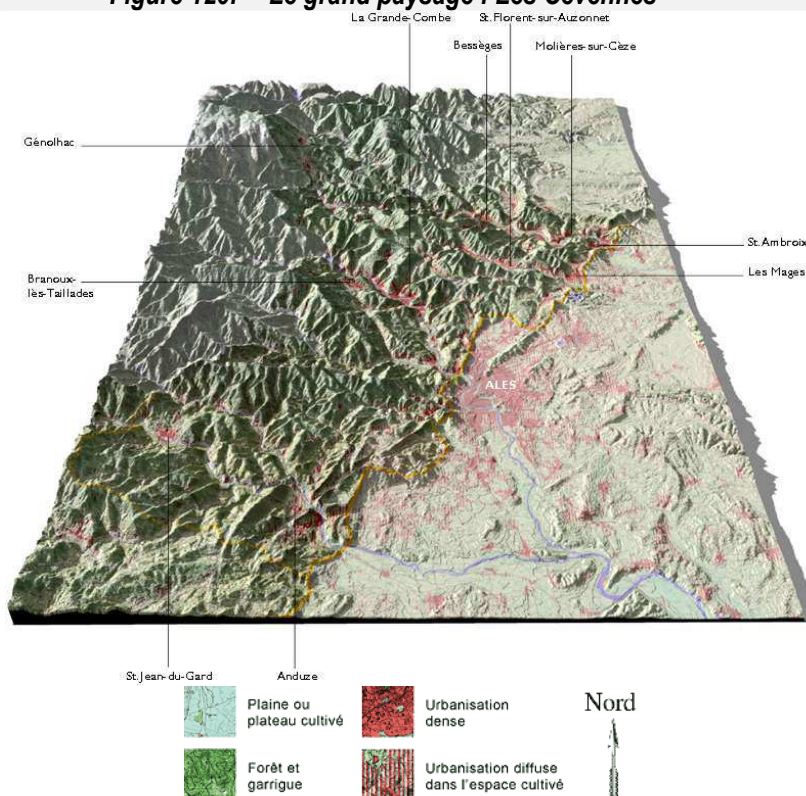 Figure 120. – Le grand paysage : Les Cévennes
La Grande-Combe
St.Florent-sur-Auzonnet
Bessèges
Molières-sur-Cèze
Génolhac
St.Ambroix
Les Mages
Branoux-
lès-Taillades
ALES
St.Jean-du-Gard
Anduze
Plaine ou
plateau cultivé
Urbanisation
dense
Nord
Forêt et
garrigue
Urbanisation diffuse
dans l'espace cultivé